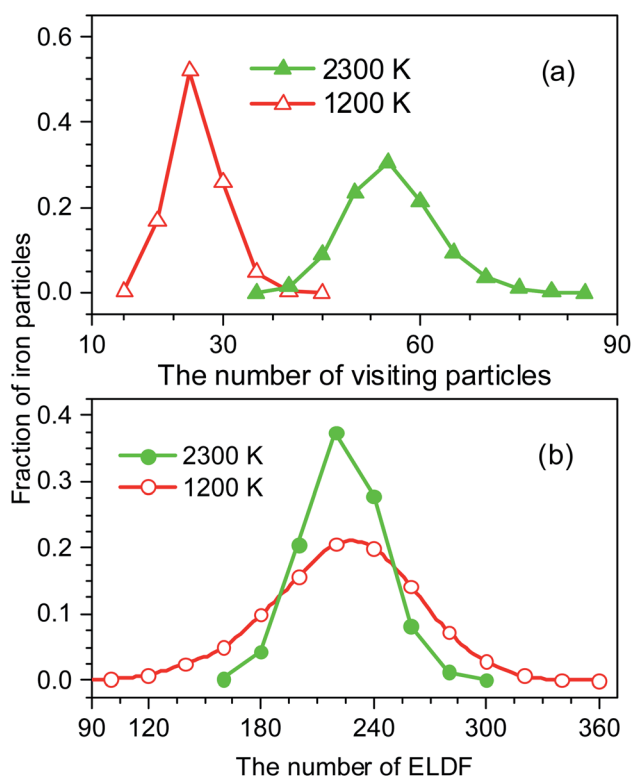 Fraction of iron particles
0.6
0.4
0.2
0.0
2300 K
1200 K
(a)
10 30 60 90
The number of visiting particles
0.4
0.3
0.2
0.1
0.0
2300 K
1200 K
(b)
90 120 180 240 300 360
The number of ELDF